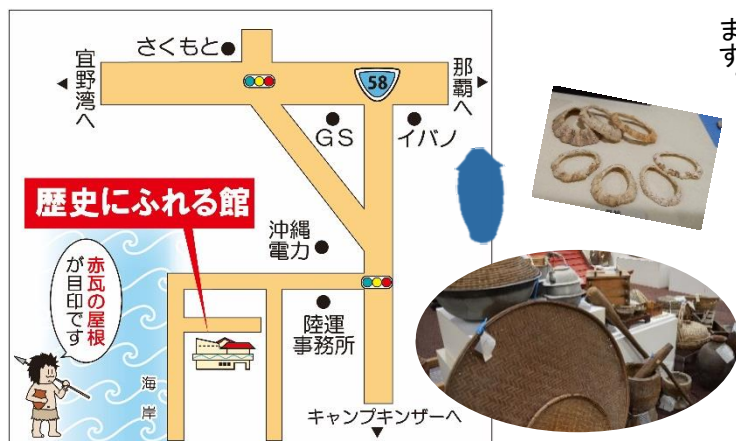 ます。
さくもと
宜野湾へ
58
那覇へ
GS
イバノ
歴史にふれる館
沖縄
電力
赤瓦の屋根
が目印です
陸運
事務所
海岸
キャンプキンザーへ